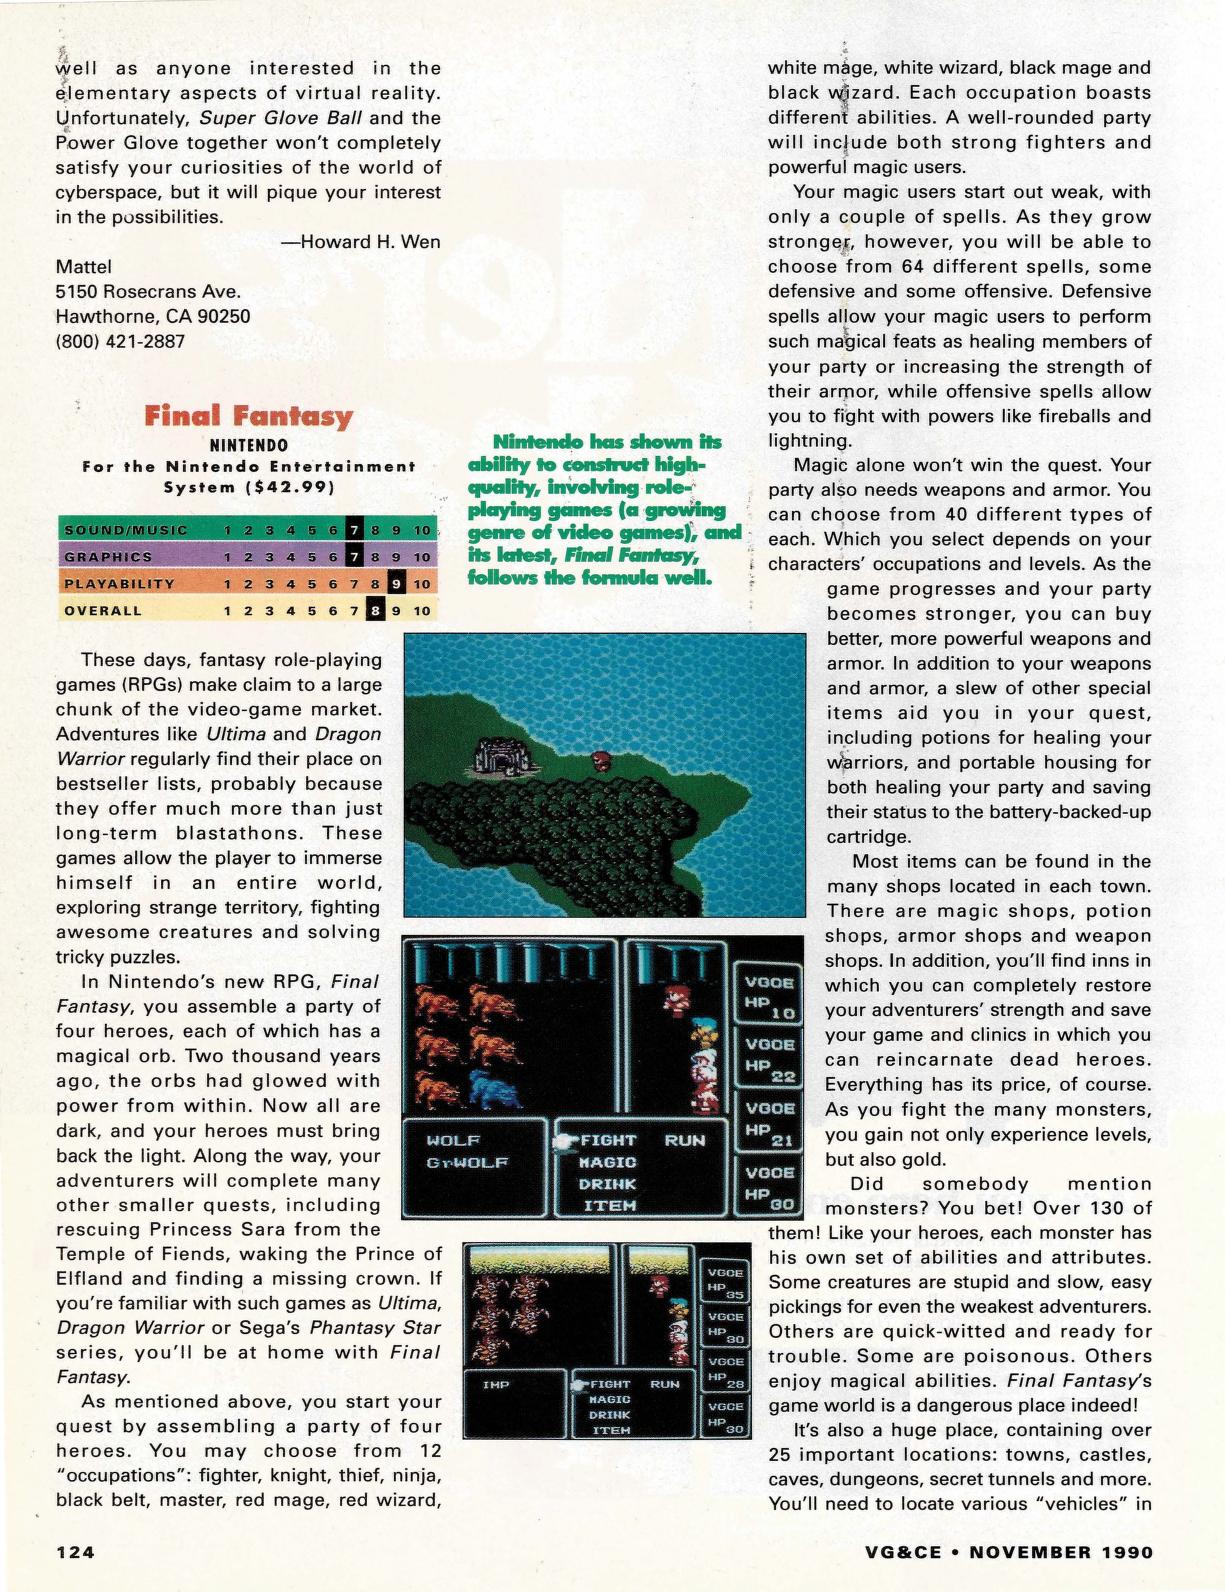 well as anyone interested in the
elementary aspects of virtual reality.
Unfortunately, Super Glove Ball and the
Power Glove together won't completely
satisfy your curiosities of the world of
cyberspace, but it will pique your interest
in the possibilities.
—Howard H. Wen
Mattel
5150 Rosecrans Ave.
Hawthorne, CA 90250
(800) 421-2887
Final Fantasy
NINTENDO
For the Nintendo Entertainment
System ($42.99)
SOUND/MUSIC 1 2 3 4 5 6 7 8 9 10
GRAPHICS 1 2 3 4 5 6 7 8 9 10
PLAYABILITY 1 2 3 4 5 6 7 8 9 10
OVERALL 1 2 3 4 5 6 7 8 9 10
These days, fantasy role-playing
games (RPGs) make claim to a large
chunk of the video-game market.
Adventures like Ultima and Dragon
Warrior regularly find their place on
bestseller lists, probably because
they offer much more than just
long-term blastathons. These
games allow the player to immerse
himself in an entire world,
exploring strange territory, fighting
awesome creatures and solving
tricky puzzles.
In Nintendo's new RPG, Final
Fantasy, you assemble a party of
four heroes, each of which has a
magical orb. Two thousand years
ago, the orbs had glowed with
power from within. Now all are
dark, and your heroes must bring
back the light. Along the way, your
adventurers will complete many
other smaller quests, including
rescuing Princess Sara from the
Temple of Fiends, waking the Prince of
Elfland and finding a missing crown. If
you're familiar with such games as Ultima,
Dragon Warrior or Sega's Phantasy Star
series, you'll be at home with Final
Fantasy.
As mentioned above, you start your
quest by assembling a party of four
heroes. You may choose from 12
"occupations": fighter, knight, thief, ninja,
black belt, master, red mage, red wizard,
Nintendo has shown its
ability to construct high-
quality, involving role-
playing games (a growing
genre of video games), and
its latest, Final Fantasy,
follows the formula well.
VGCE
HP
10
VGCE
HP
22
VGCE
HP
21
VGCE
HP
30
WOLF
GrWOLF
FIGHT RUN
MAGIC
DRINK
ITEM
VGCE
HP
35
VGCE
HP
30
VGCE
HP
28
VGCE
HP
30
IMP
FIGHT RUN
MAGIC
DRINK
ITEM
white mage, white wizard, black mage and
black wizard. Each occupation boasts
different abilities. A well-rounded party
will include both strong fighters and
powerful magic users.
Your magic users start out weak, with
only a couple of spells. As they grow
stronger, however, you will be able to
choose from 64 different spells, some
defensive and some offensive. Defensive
spells allow your magic users to perform
such magical feats as healing members of
your party or increasing the strength of
their armor, while offensive spells allow
you to fight with powers like fireballs and
lightning.
Magic alone won't win the quest. Your
party also needs weapons and armor. You
can choose from 40 different types of
each. Which you select depends on your
characters' occupations and levels. As the
game progresses and your party
becomes stronger, you can buy
better, more powerful weapons and
armor. In addition to your weapons
and armor, a slew of other special
items aid you in your quest,
including potions for healing your
warriors, and portable housing for
both healing your party and saving
their status to the battery-backed-up
cartridge.
Most items can be found in the
many shops located in each town.
There are magic shops, potion
shops, armor shops and weapon
shops. In addition, you'll find inns in
which you can completely restore
your adventurers' strength and save
your game and clinics in which you
can reincarnate dead heroes.
Everything has its price, of course.
As you fight the many monsters,
you gain not only experience levels,
but also gold.
Did somebody mention
monsters? You bet! Over 130 of
them! Like your heroes, each monster has
his own set of abilities and attributes.
Some creatures are stupid and slow, easy
pickings for even the weakest adventurers.
Others are quick-witted and ready for
trouble. Some are poisonous. Others
enjoy magical abilities. Final Fantasy's
game world is a dangerous place indeed!
It's also a huge place, containing over
25 important locations: towns, castles,
caves, dungeons, secret tunnels and more.
You'll need to locate various "vehicles" in
124
VG&CE • NOVEMBER 1990